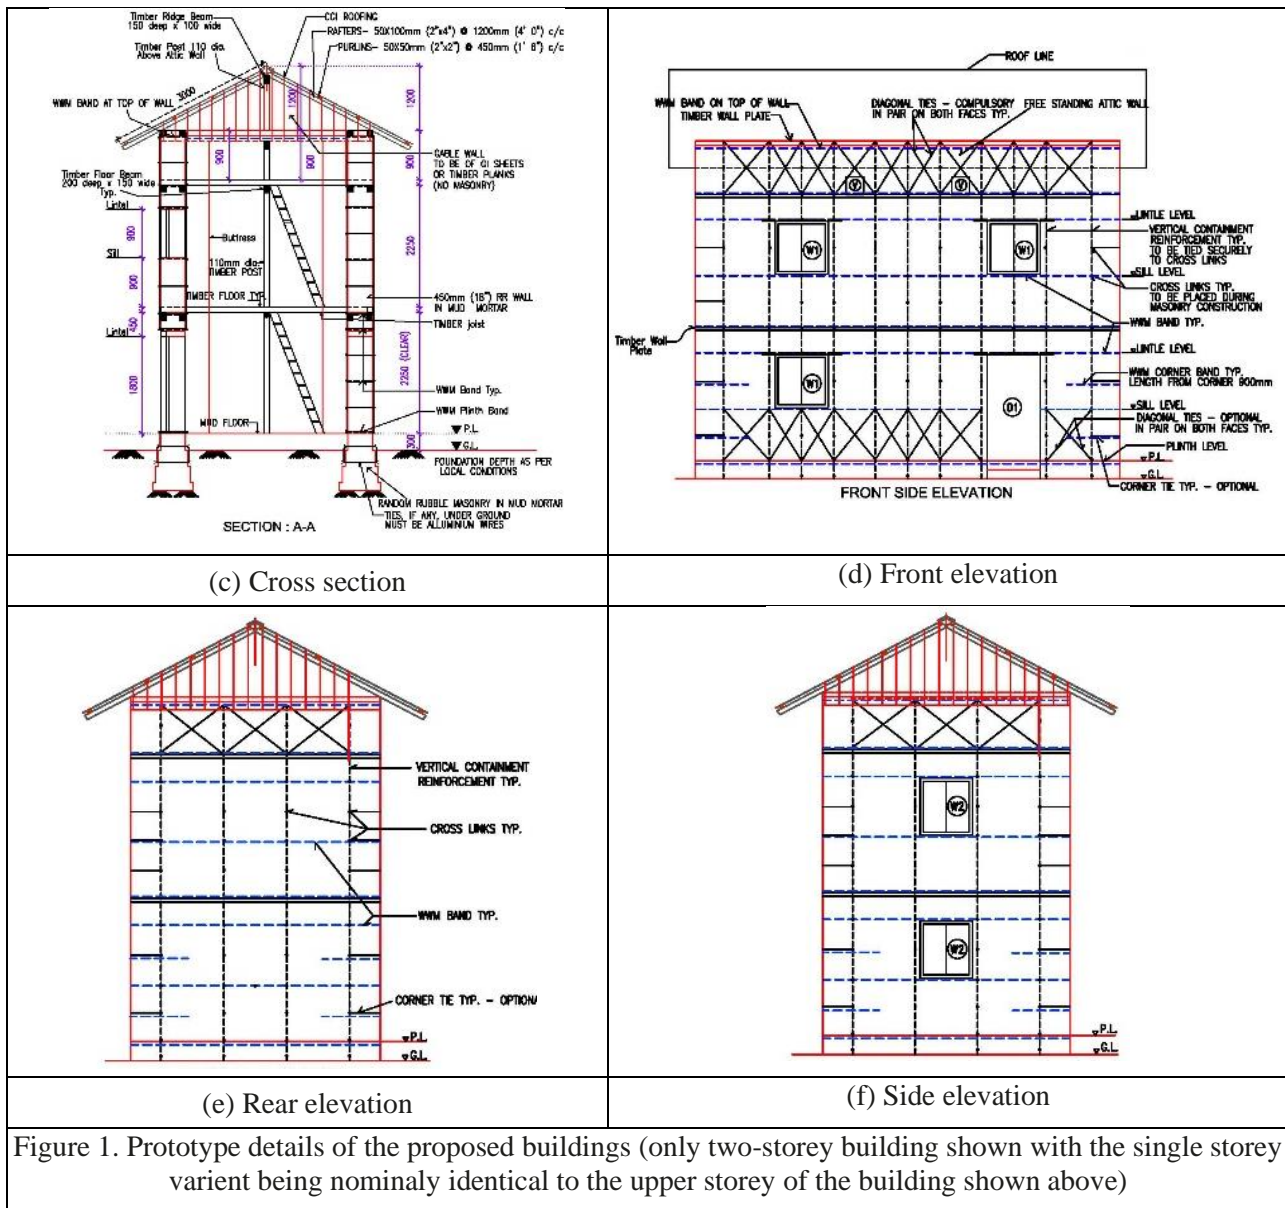 Timber Ridge Beam
150 deep x 100 wide
Timber Post 110 dia.
Above Attic Wall
CGI ROOFING
RAFTERS- 50X100mm (2"x4") @ 1200mm (4' 0") c/c
PURLINS- 50X50mm (2"x2") @ 450mm (1' 6") c/c
WWM BAND AT TOP OF WALL
3000
1200
1200
900
900
900
GABLE WALL
TO BE OF GI SHEETS
OR TIMBER PLANKS
(NO MASONRY)
Timber Floor Beam
200 deep x 150 wide
Typ.
Lintel
900
Sill
Buttress
110mm dia.
TIMBER POST
2250
900
TIMBER FLOOR TYP.
450mm (18") RR WALL
IN MUD MORTAR
TIMBER joist
450
Lintel
1800
2250 (CLEAR)
WWM Band Typ.
WWM Plinth Band
MUD FLOOR
P.L.
G.L.
300
FOUNDATION DEPTH AS PER
LOCAL CONDITIONS
RANDOM RUBBLE MASONRY IN MUD MORTAR
TIES, IF ANY, UNDER GROUND
MUST BE ALLUMINIUM WIRES
SECTION : A-A
(c) Cross section
ROOF LINE
WWM BAND ON TOP OF WALL
TIMBER WALL PLATE
DIAGONAL TIES - COMPULSORY
IN PAIR ON BOTH FACES TYP.
FREE STANDING ATTIC WALL
V
V
LINTLE LEVEL
VERTICAL CONTAINMENT
REINFORCEMENT TYP.
TO BE TIED SECURELY
TO CROSS LINKS
W1
W1
SILL LEVEL
CROSS LINKS TYP.
TO BE PLACED DURING
MASONRY CONSTRUCTION
WWM BAND TYP.
Timber Wall
Plate
LINTLE LEVEL
WWM CORNER BAND TYP.
LENGTH FROM CORNER 900mm
W1
D1
SILL LEVEL
DIAGONAL TIES - OPTIONAL
IN PAIR ON BOTH FACES TYP.
PLINTH LEVEL
P.L.
G.L.
CORNER TIE TYP. - OPTIONAL
FRONT SIDE ELEVATION
(d) Front elevation
VERTICAL CONTAINMENT
REINFORCEMENT TYP.
CROSS LINKS TYP.
WWM BAND TYP.
CORNER TIE TYP. - OPTION
P.L.
G.L.
(e) Rear elevation
W2
W2
P.L.
G.L.
(f) Side elevation
Figure 1. Prototype details of the proposed buildings (only two-storey building shown with the single storey
varient being nominaly identical to the upper storey of the building shown above)